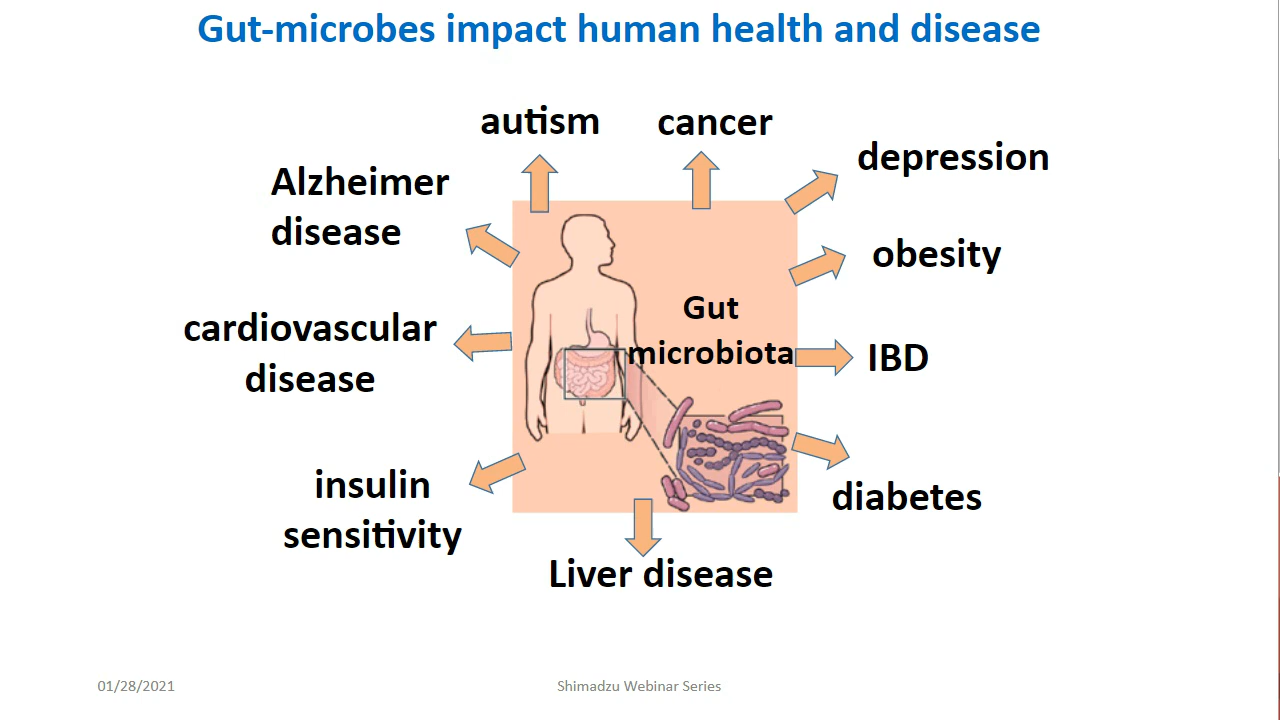 Gut-microbes impact human health and disease
autism
cancer
depression
Alzheimer
disease
obesity
Gut
microbiota
cardiovascular
disease
IBD
insulin
sensitivity
diabetes
Liver disease
01/28/2021
Shimadzu Webinar Series